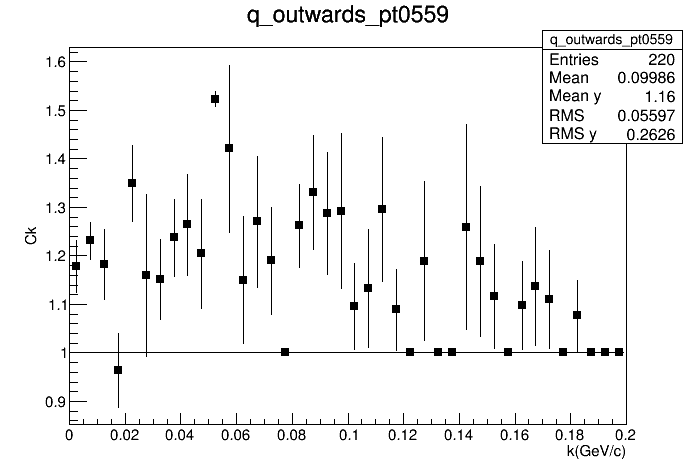 q_outwards_pt0559
q_outwards_pt0559
Entries 220
Mean 0.09986
Mean y 1.16
RMS 0.05597
RMS y 0.2626
Ck
1.6
1.5
1.4
1.3
1.2
1.1
1
0.9
0 0.02 0.04 0.06 0.08 0.1 0.12 0.14 0.16 0.18 0.2
k(GeV/c)